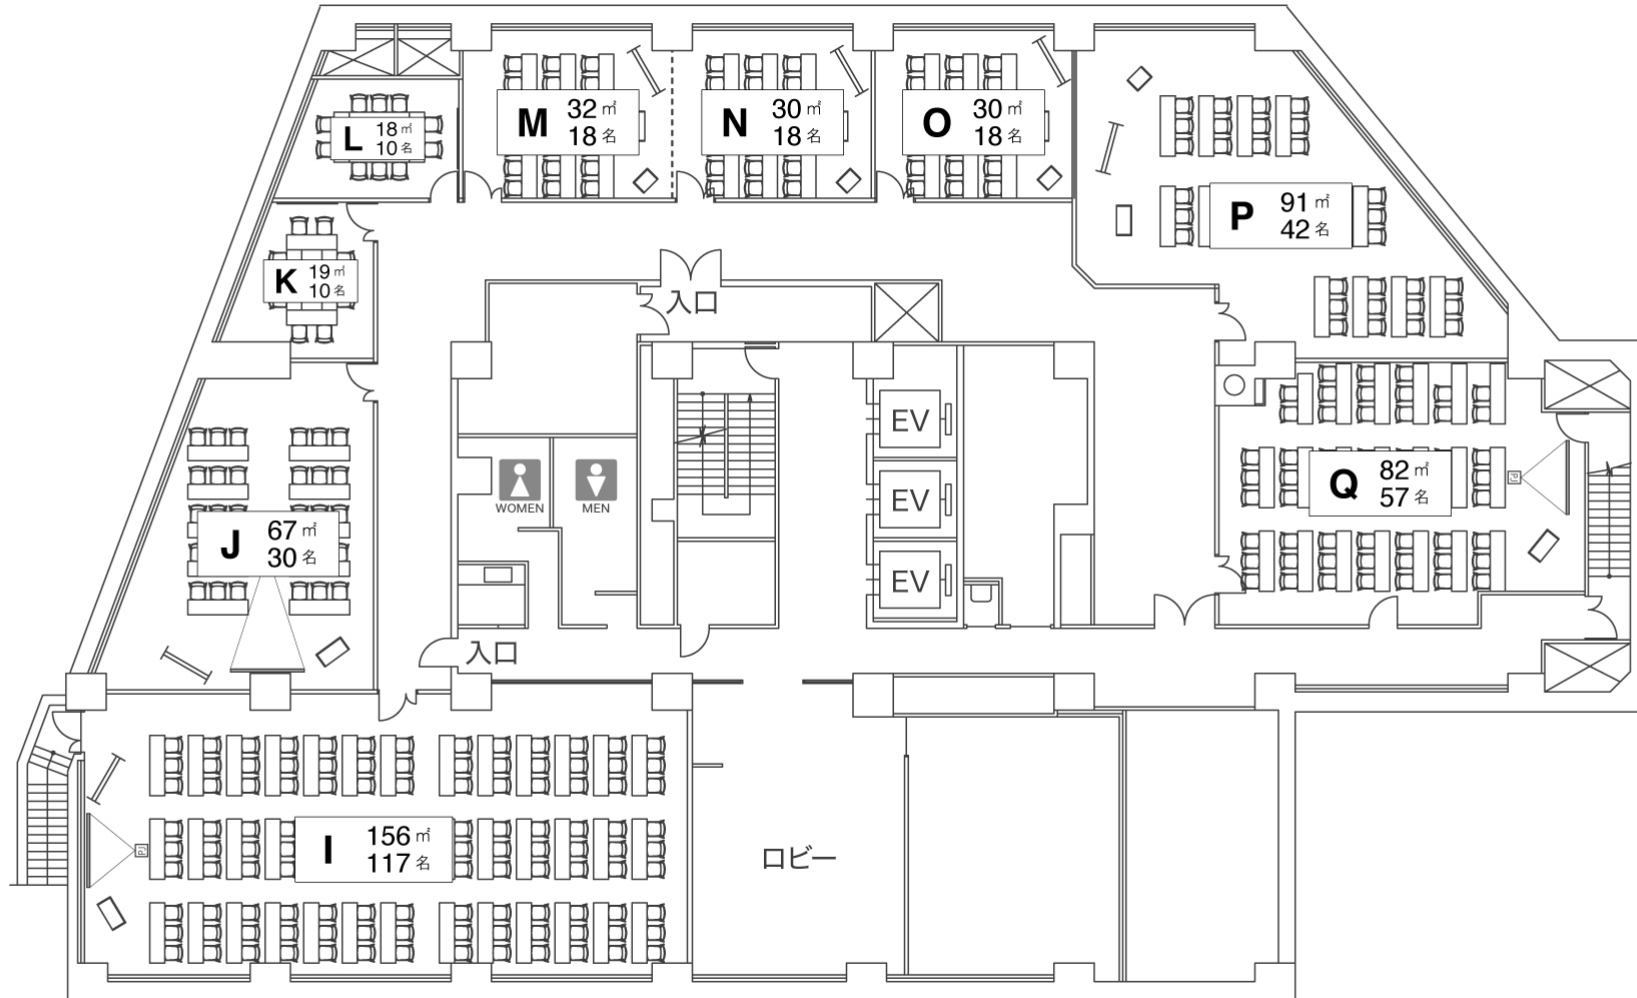 M 32㎡
18名
N 30㎡
18名
O 30㎡
18名
L 18㎡
10名
P 91㎡
42名
K 19㎡
10名
入口
EV
EV
EV
WOMEN
MEN
Q 82㎡
57名
PJ
J 67㎡
30名
入口
I 156㎡
117名
PJ
ロビー